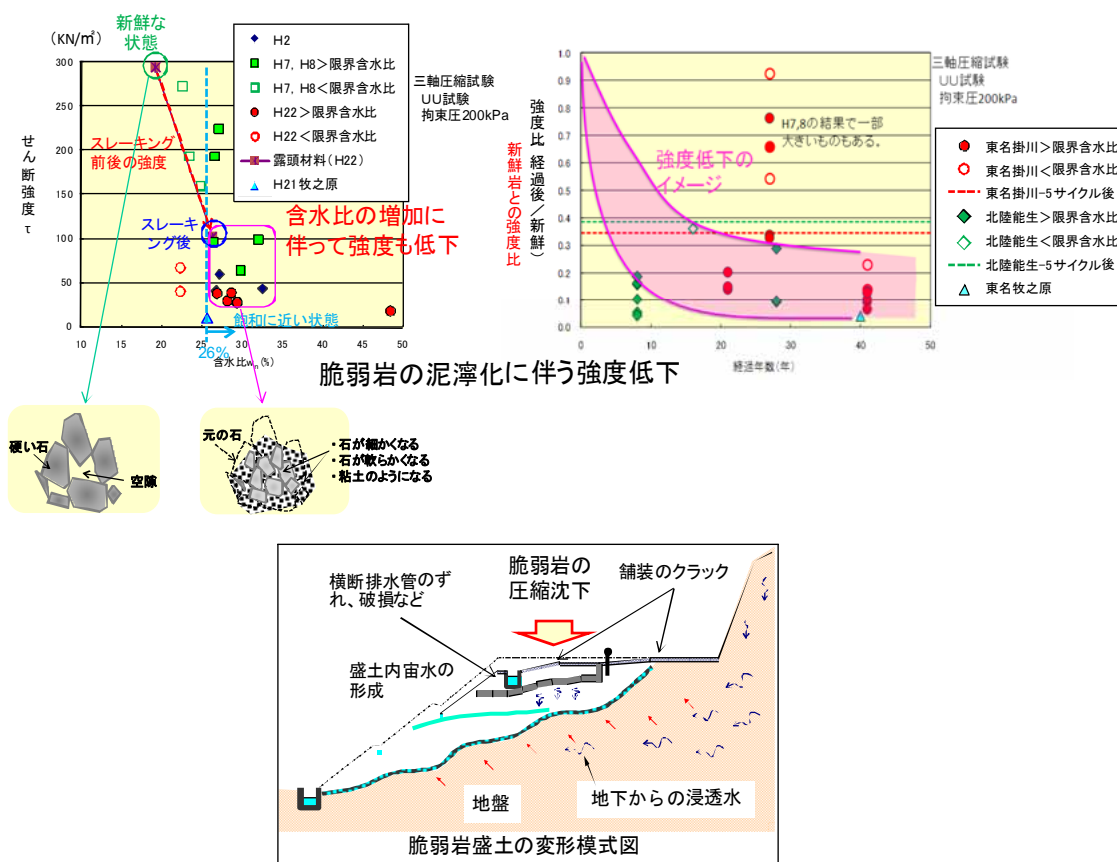 新鮮な
状態
（KN/㎡）
300
250
200
150
100
50
0
10
15
20
25
30
35
40
45
50
含水比wn(%)
せん断強度 τ
スレーキング
前後の強度
スレーキ
ング後
26%
飽和に近い状態
含水比の増加に
伴って強度も低下
H2
H7, H8＞限界含水比
H7, H8＜限界含水比
H22＞限界含水比
H22＜限界含水比
露頭材料（H22）
H21牧之原
三軸圧縮試験
UU試験
拘束圧200kPa
新鮮岩との強度比
強度比（経過後／新鮮）
1.0
0.9
0.8
0.7
0.6
0.5
0.4
0.3
0.2
0.1
0.0
0
10
20
30
40
50
経過年数(年)
強度低下の
イメージ
H7,8の結果で一部
大きいものもある。
三軸圧縮試験
UU試験
拘束圧200kPa
東名掛川＞限界含水比
東名掛川＜限界含水比
東名掛川-5サイクル後
北陸能生＞限界含水比
北陸能生＜限界含水比
北陸能生-5サイクル後
東名牧之原
脆弱岩の泥濘化に伴う強度低下
硬い石
空隙
元の石
・石が細かくなる
・石が軟らかくなる
・粘土のようになる
脆弱岩の
圧縮沈下
舗装のクラック
横断排水管のず
れ、破損など
盛土内宙水の
形成
地盤
地下からの浸透水
脆弱岩盛土の変形模式図